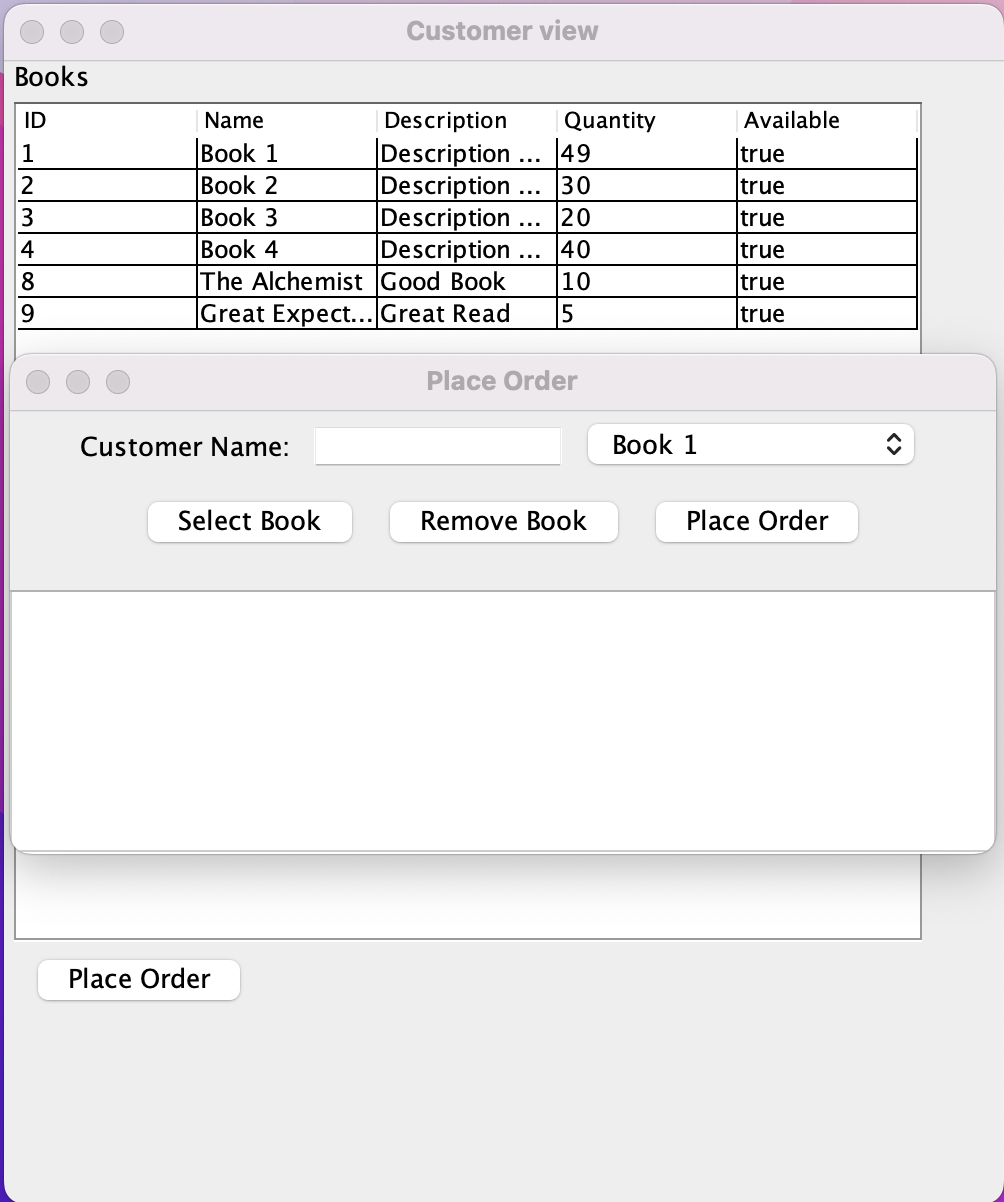 Customer view
Books
ID Name Description Quantity Available
1 Book 1 Description ... 49 true
2 Book 2 Description ... 30 true
3 Book 3 Description ... 20 true
4 Book 4 Description ... 40 true
8 The Alchemist Good Book 10 true
9 Great Expect... Great Read 5 true
Place Order
Customer Name: Book 1
Select Book Remove Book Place Order
Place Order